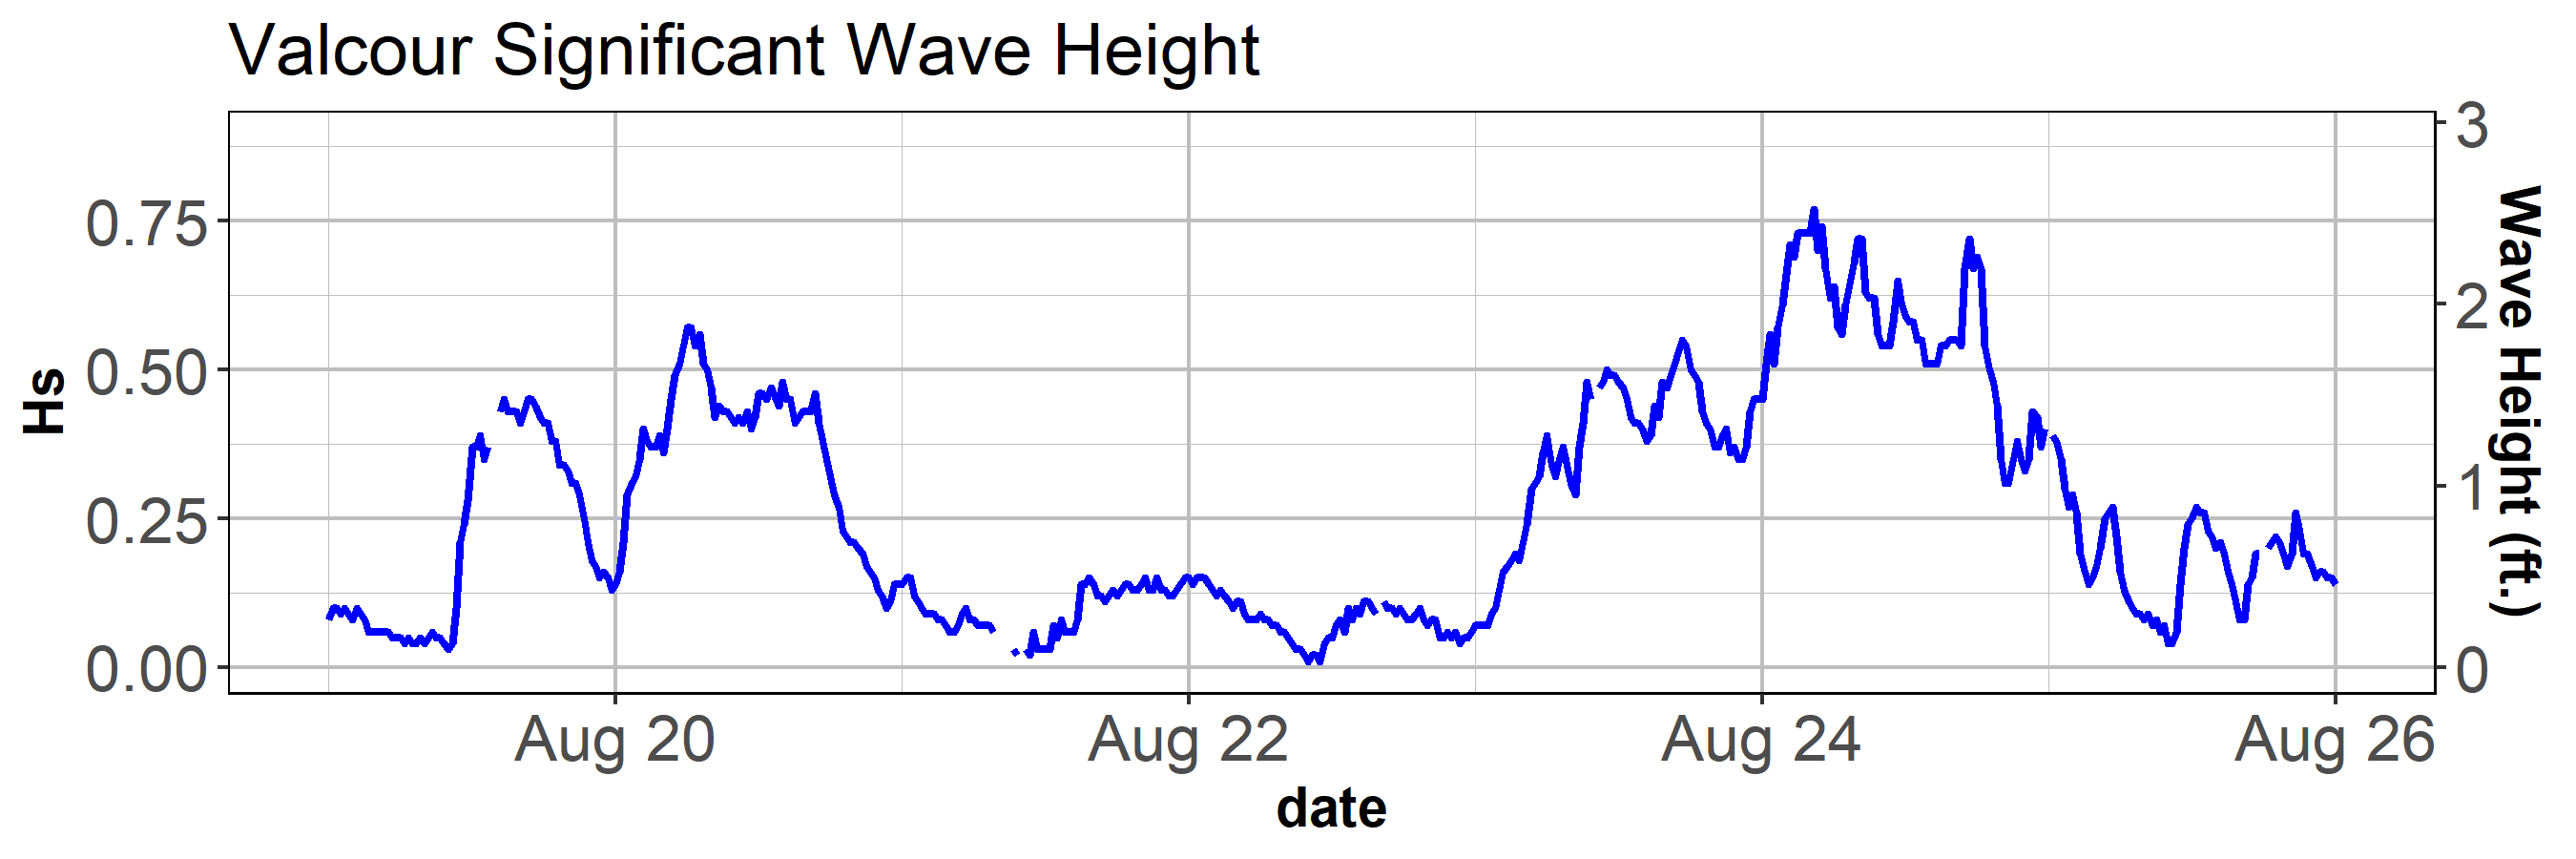 Valcour Significant Wave Height
3
0.75
2
0.50
1
0.25
0.00
0
Hs
Wave Height (ft.)
Aug 20
Aug 22
Aug 24
Aug 26
date